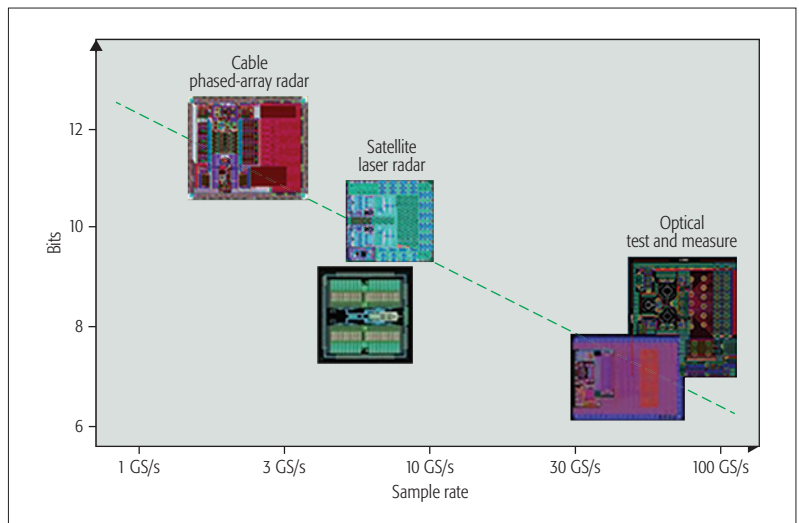 Cable
phased-array radar
Satellite
laser radar
Optical
test and measure
12
10
8
6
Bits
1 GS/s
3 GS/s
10 GS/s
30 GS/s
100 GS/s
Sample rate